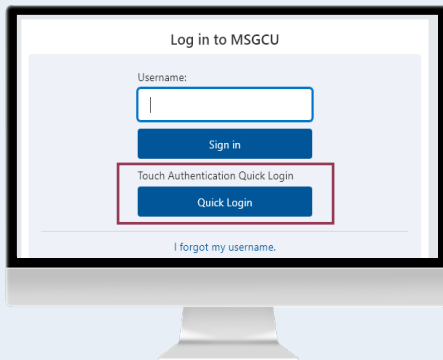 Log in to MSGCU
Username:
Sign in
Touch Authentication Quick Login
Quick Login
I forgot my username.